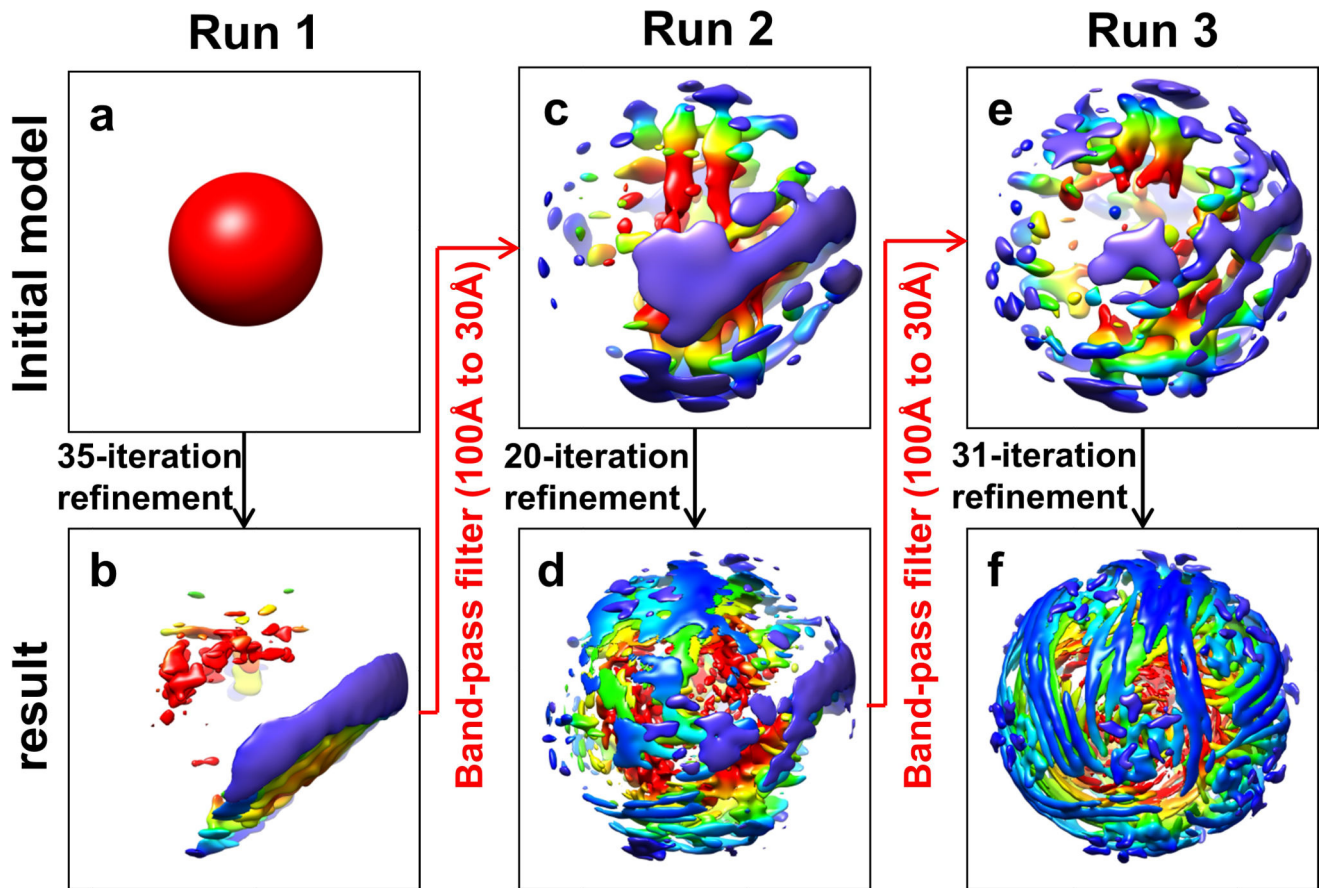 Run 1
Run 2
Run 3
Initial model
a
c
e
35-iteration
refinement
Band-pass filter (100Å to 30Å)
20-iteration
refinement
Band-pass filter (100Å to 30Å)
31-iteration
refinement
result
b
d
f